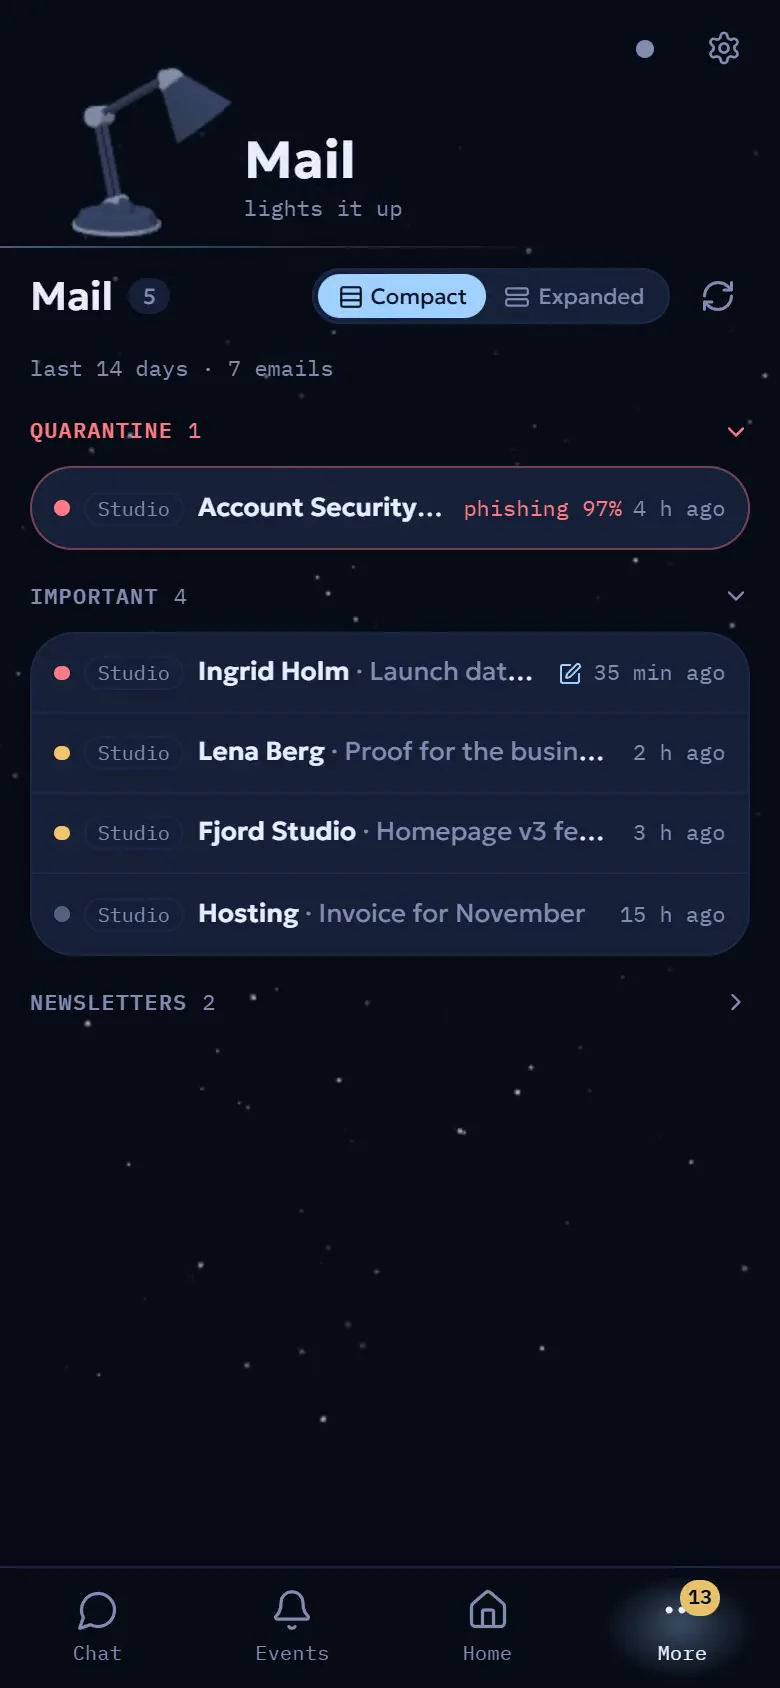 Mail
lights it up
Mail 5 Compact Expanded
last 14 days · 7 emails
QUARANTINE 1
Studio Account Security... phishing 97% 4 h ago
IMPORTANT 4
Studio Ingrid Holm · Launch dat... 35 min ago
Studio Lena Berg · Proof for the busin... 2 h ago
Studio Fjord Studio · Homepage v3 fe... 3 h ago
Studio Hosting · Invoice for November 15 h ago
NEWSLETTERS 2
13
Chat Events Home More